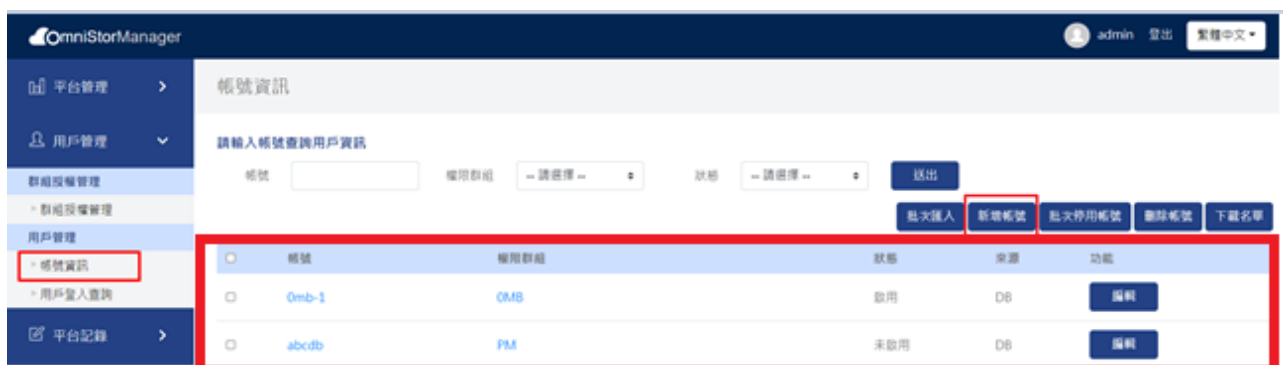 OmniStorManager
admin 登出 繁體中文
平台管理
帳號資訊
用戶管理
請輸入帳號查詢用戶資訊
帳號 權限群組 -- 請選擇 -- 狀態 -- 請選擇 -- 送出
群組授權管理
群組授權管理
批次匯入 新增帳號 批次停用帳號 刪除帳號 下載名單
用戶管理
帳號資訊
帳號 權限群組 狀態 來源 功能
用戶登入查詢
0mb-1 0MB 啟用 DB 編輯
平台記錄
abcdb PM 未啟用 DB 編輯